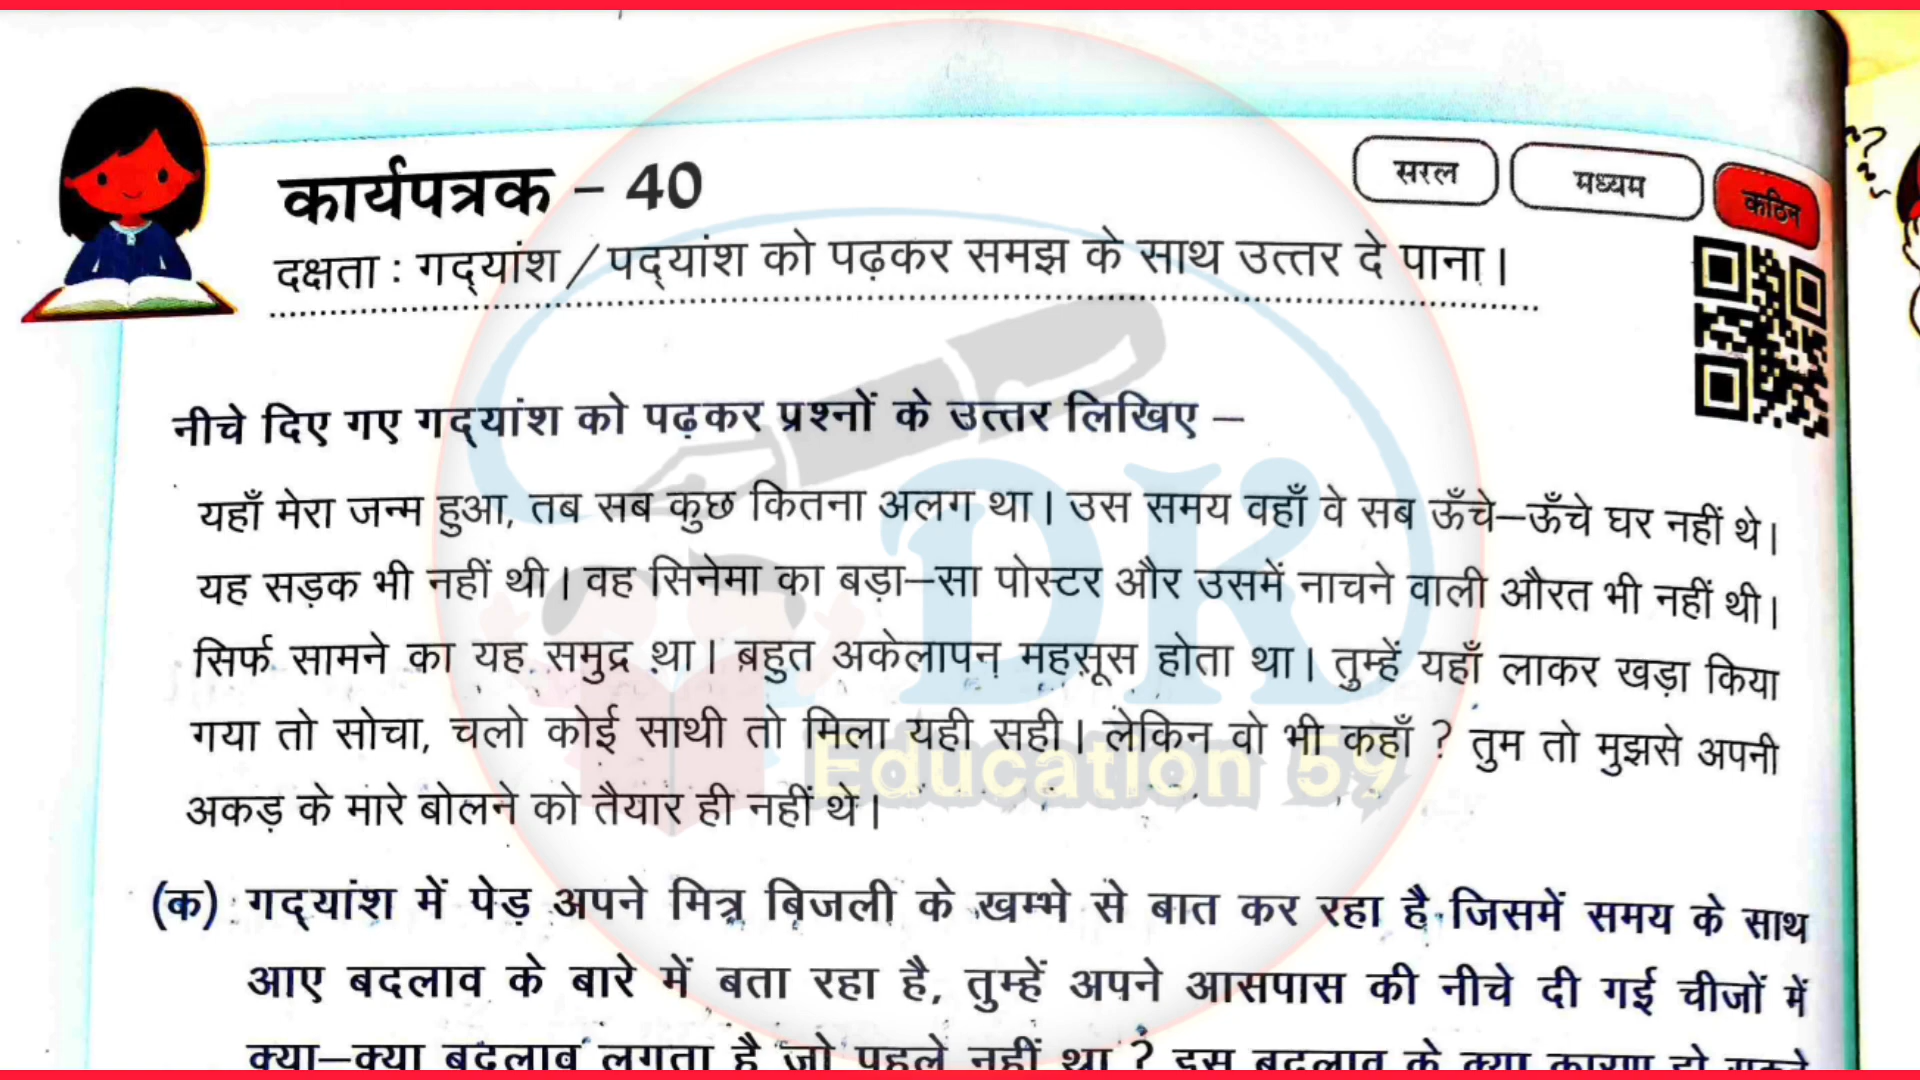 कार्यपत्रक – 40
सरल
मध्यम
कठिन
दक्षता : गद्यांश / पद्यांश को पढ़कर समझ के साथ उत्तर दे पाना।
नीचे दिए गए गद्यांश को पढ़कर प्रश्नों के उत्तर लिखिए –
यहाँ मेरा जन्म हुआ, तब सब कुछ कितना अलग था। उस समय वहाँ वे सब ऊँचे–ऊँचे घर नहीं थे।
यह सड़क भी नहीं थी। वह सिनेमा का बड़ा–सा पोस्टर और उसमें नाचने वाली औरत भी नहीं थी।
सिर्फ सामने का यह समुद्र था। बहुत अकेलापन महसूस होता था। तुम्हें यहाँ लाकर खड़ा किया
गया तो सोचा, चलो कोई साथी तो मिला यही सही। लेकिन वो भी कहाँ ? तुम तो मुझसे अपनी
अकड़ के मारे बोलने को तैयार ही नहीं थे।
DK
Education 59
(क) गद्यांश में पेड़ अपने मित्र बिजली के खम्भे से बात कर रहा है जिसमें समय के साथ
आए बदलाव के बारे में बता रहा है, तुम्हें अपने आसपास की नीचे दी गई चीजों में
क्या–क्या बदलाव लगता है जो पहले नहीं था ? इस बदलाव के क्या कारण हो सकते